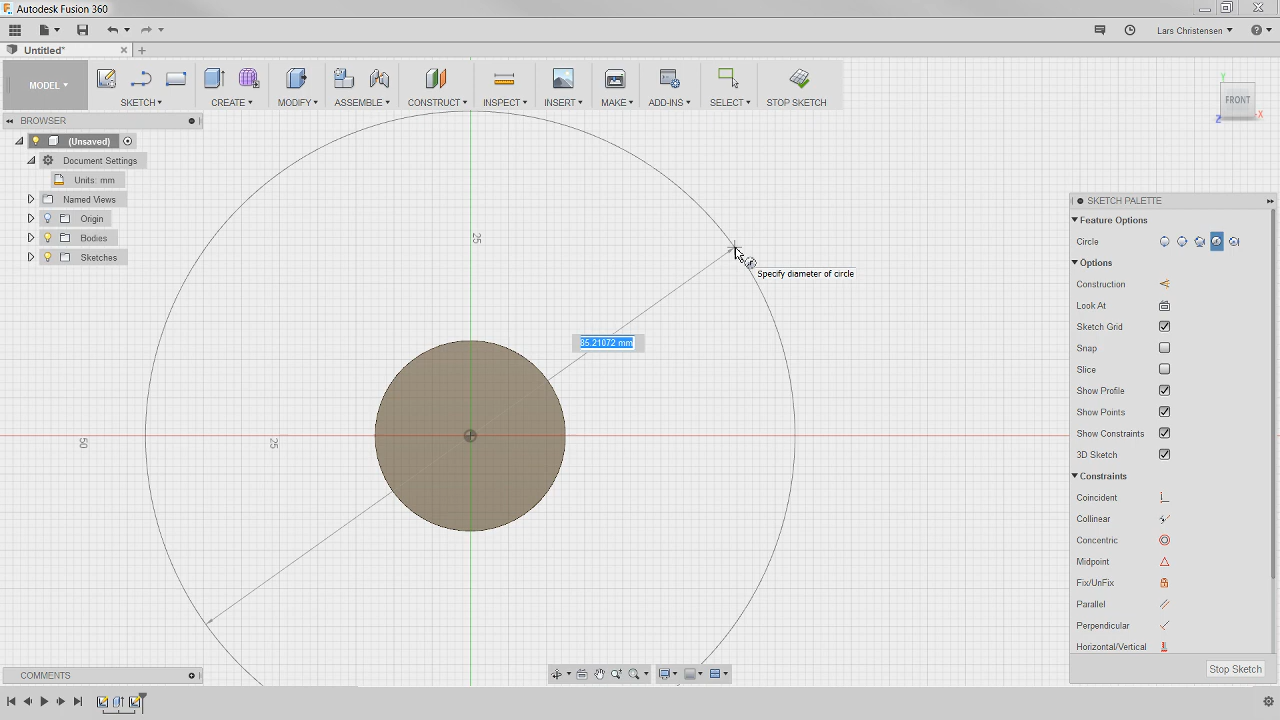 Autodesk Fusion 360
Lars Christensen
Untitled*
MODEL
SKETCH
CREATE
MODIFY
ASSEMBLE
CONSTRUCT
INSPECT
INSERT
MAKE
ADD-INS
SELECT
STOP SKETCH
Y
FRONT
X
Z
BROWSER
(Unsaved)
Document Settings
Units: mm
Named Views
Origin
Bodies
Sketches
SKETCH PALETTE
Feature Options
Circle
Options
Construction
Look At
Sketch Grid
Snap
Slice
Show Profile
Show Points
Show Constraints
3D Sketch
Constraints
Coincident
Collinear
Concentric
Midpoint
Fix/UnFix
Parallel
Perpendicular
Horizontal/Vertical
Stop Sketch
25
Specify diameter of circle
85.21072 mm
50
25
COMMENTS